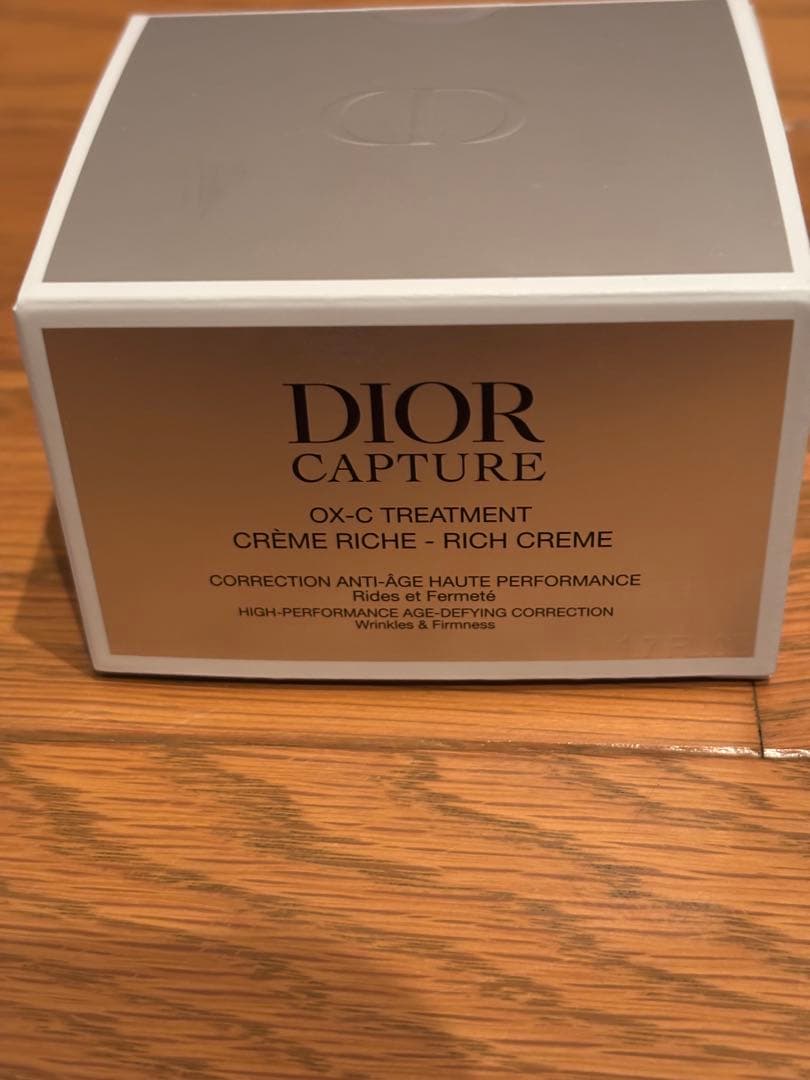 DIOR
CAPTURE
OX-C TREATMENT
CRÈME RICHE - RICH CREME
CORRECTION ANTI-ÂGE HAUTE PERFORMANCE
Rides et Fermeté
HIGH-PERFORMANCE AGE-DEFYING CORRECTION
Wrinkles & Firmness